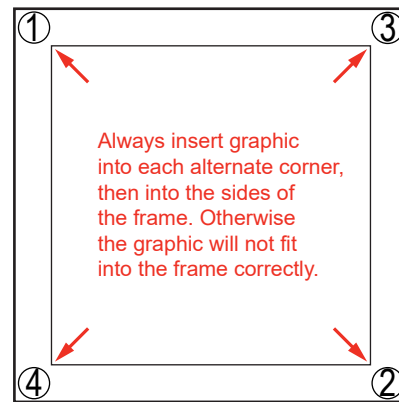 ① ③
Always insert graphic
into each alternate corner,
then into the sides of
the frame. Otherwise
the graphic will not fit
into the frame correctly.
④ ②